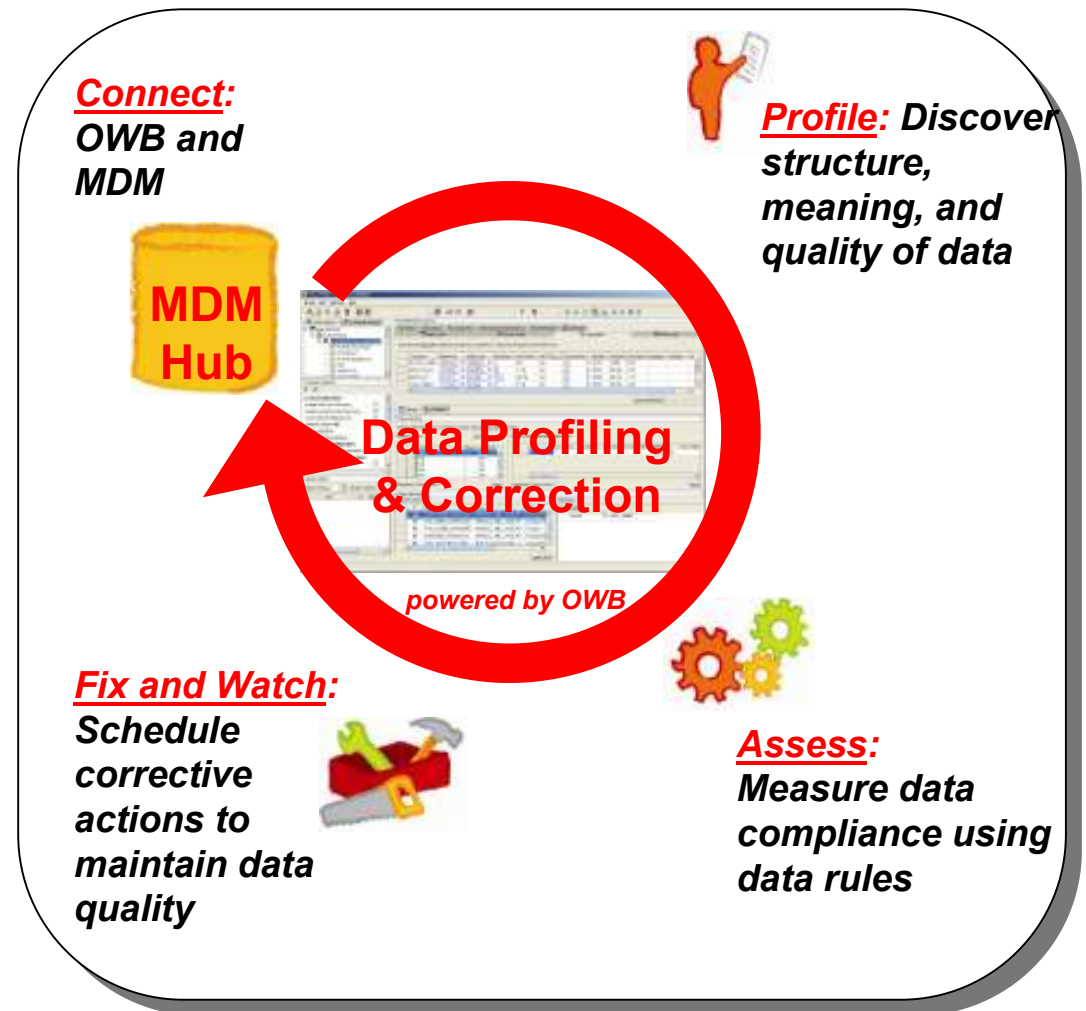 Connect:
OWB and
MDM
Profile: Discover
structure,
meaning, and
quality of data
MDM
Hub
Data Profiling
& Correction
powered by OWB
Fix and Watch:
Schedule
corrective
actions to
maintain data
quality
Assess:
Measure data
compliance using
data rules